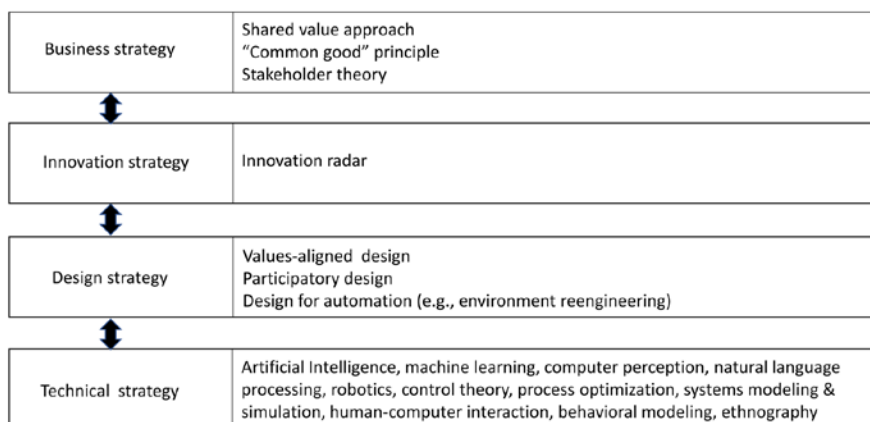 Business strategy
Shared value approach
“Common good” principle
Stakeholder theory
Innovation strategy
Innovation radar
Design strategy
Values-aligned design
Participatory design
Design for automation (e.g., environment reengineering)
Technical strategy
Artificial Intelligence, machine learning, computer perception, natural language
processing, robotics, control theory, process optimization, systems modeling &
simulation, human-computer interaction, behavioral modeling, ethnography